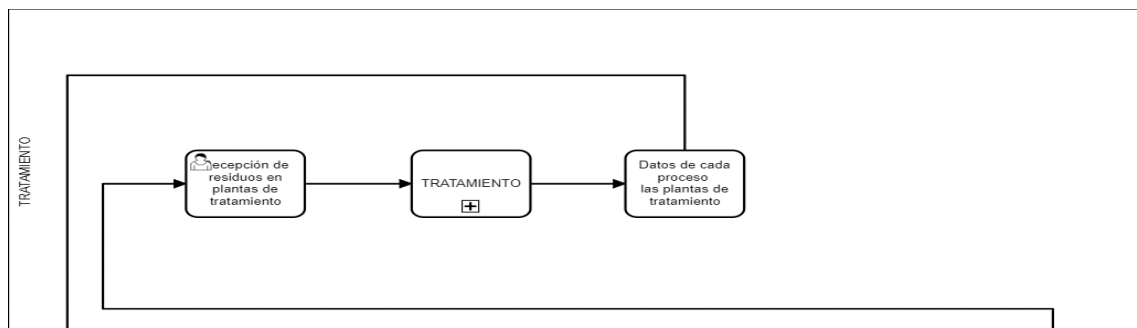 TRATAMIENTO
ecepción de
residuos en
plantas de
tratamiento
TRATAMIENTO
Datos de cada
proceso
las plantas de
tratamiento